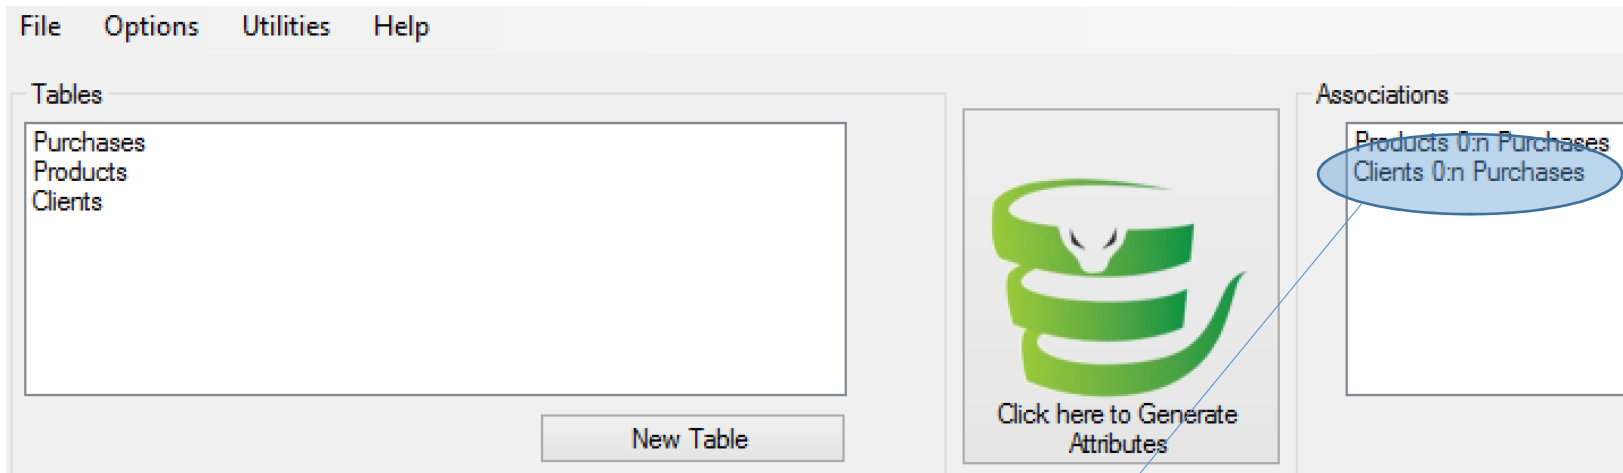 File Options Utilities Help
Tables
Purchases
Products
Clients
New Table
Click here to Generate
Attributes
Associations
Products 0:n Purchases
Clients 0:n Purchases